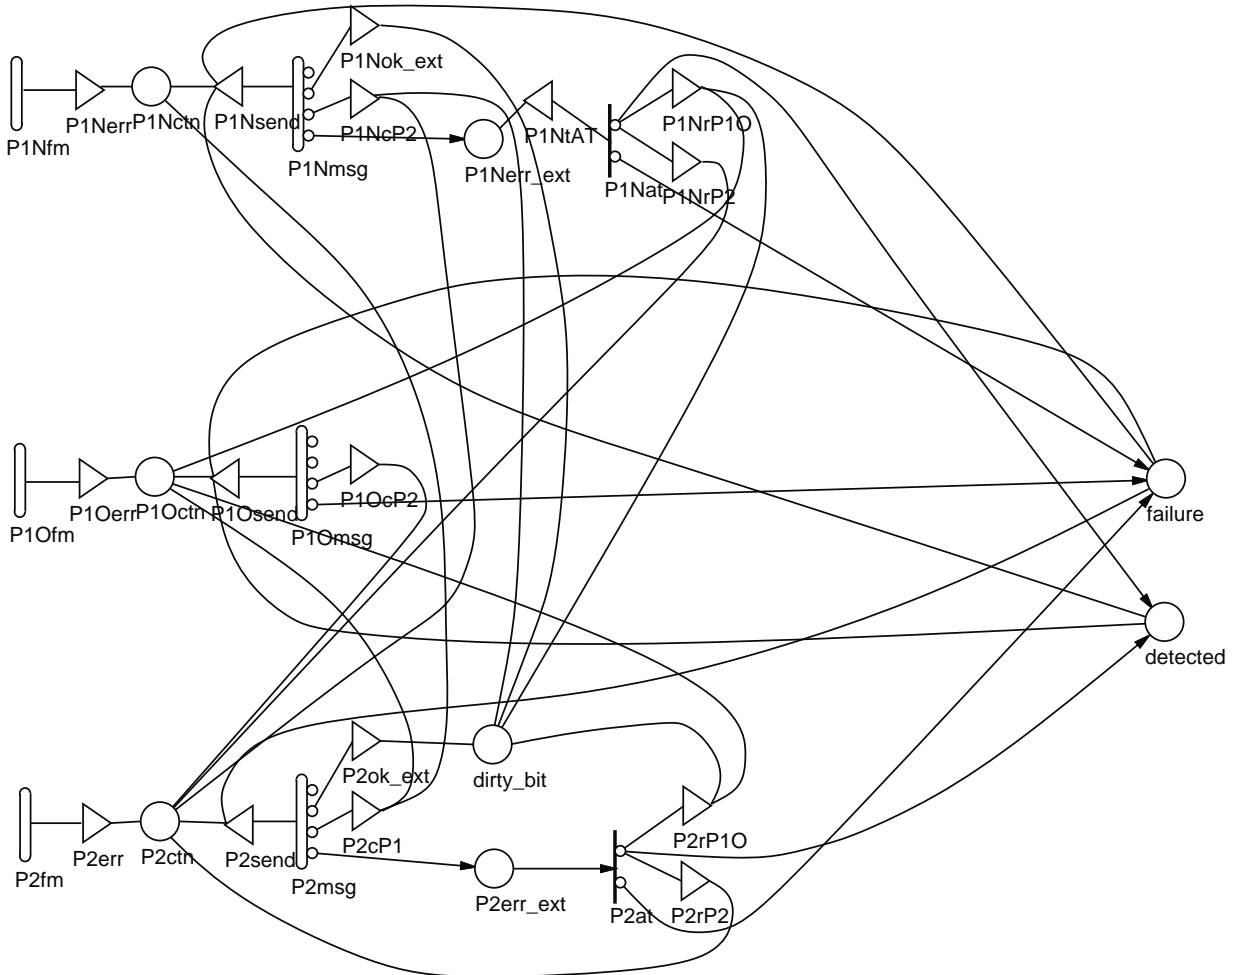 P1Nok_ext
P1Nfm
P1Nerr
P1Nctn
P1Nsend
P1Nmsg
P1NcP2
P1Nerr_ext
P1NtAT
P1Nat
P1NrP1O
P1NrP2
P1Ofm
P1Oerr
P1Octn
P1Osend
P1Omsg
P1OcP2
failure
detected
P2ok_ext
dirty_bit
P2fm
P2err
P2ctn
P2send
P2msg
P2cP1
P2err_ext
P2at
P2rP1O
P2rP2